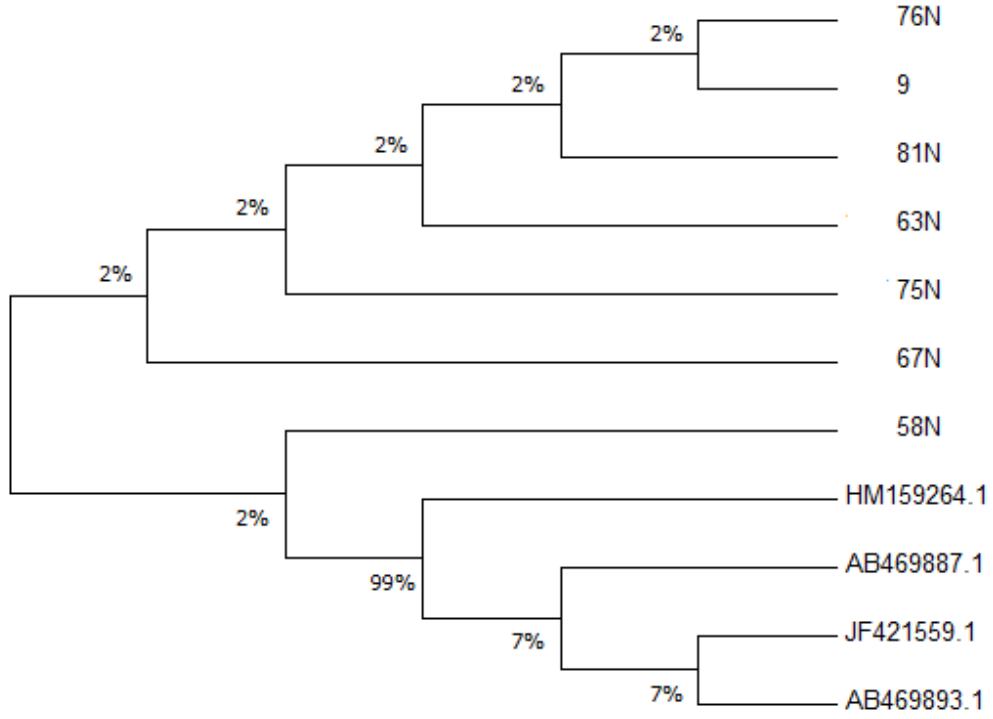 76N
2%
9
2%
81N
2%
63N
2%
75N
2%
67N
58N
HM159264.1
2%
AB469887.1
99%
JF421559.1
7%
7%
AB469893.1